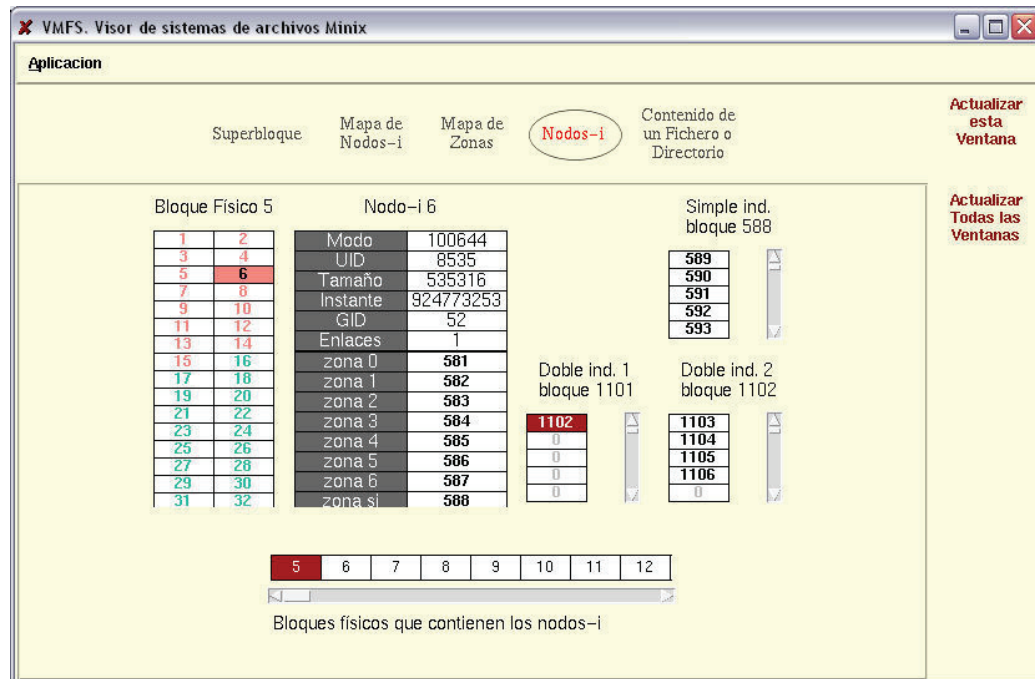 VMFS. Visor de sistemas de archivos Minix
Aplicacion
Superbloque
Mapa de
Nodos-i
Mapa de
Zonas
Nodos-i
Contenido de
un Fichero o
Directorio
Actualizar
esta
Ventana
Actualizar
Todas las
Ventanas
Bloque Físico 5
1 2
3 4
5 6
7 8
9 10
11 12
13 14
15 16
17 18
19 20
21 22
23 24
25 26
27 28
29 30
31 32
Nodo-i 6
Modo 100644
UID 8535
Tamaño 535316
Instante 924773253
GID 52
Enlaces 1
zona 0 581
zona 1 582
zona 2 583
zona 3 584
zona 4 585
zona 5 586
zona 6 587
zona si 588
Simple ind.
bloque 588
589
590
591
592
593
Doble ind. 1
bloque 1101
1102
0
0
0
0
Doble ind. 2
bloque 1102
1103
1104
1105
1106
0
5 6 7 8 9 10 11 12
Bloques físicos que contienen los nodos-i